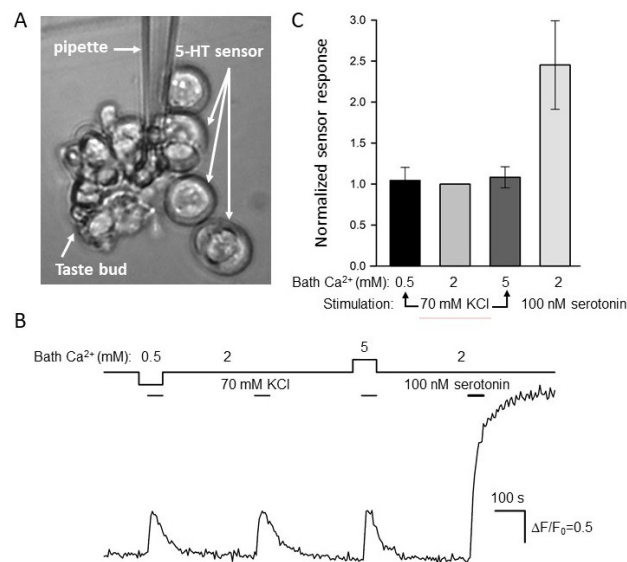 A
pipette
5-HT sensor
Taste bud
C
Normalized sensor response
3.0
2.5
2.0
1.5
1.0
0.5
0.0
Bath Ca²⁺ (mM): 0.5 2 5 2
Stimulation: 70 mM KCl 100 nM serotonin
B
Bath Ca²⁺ (mM): 0.5 2 5 2
70 mM KCl 100 nM serotonin
100 s
ΔF/F₀=0.5